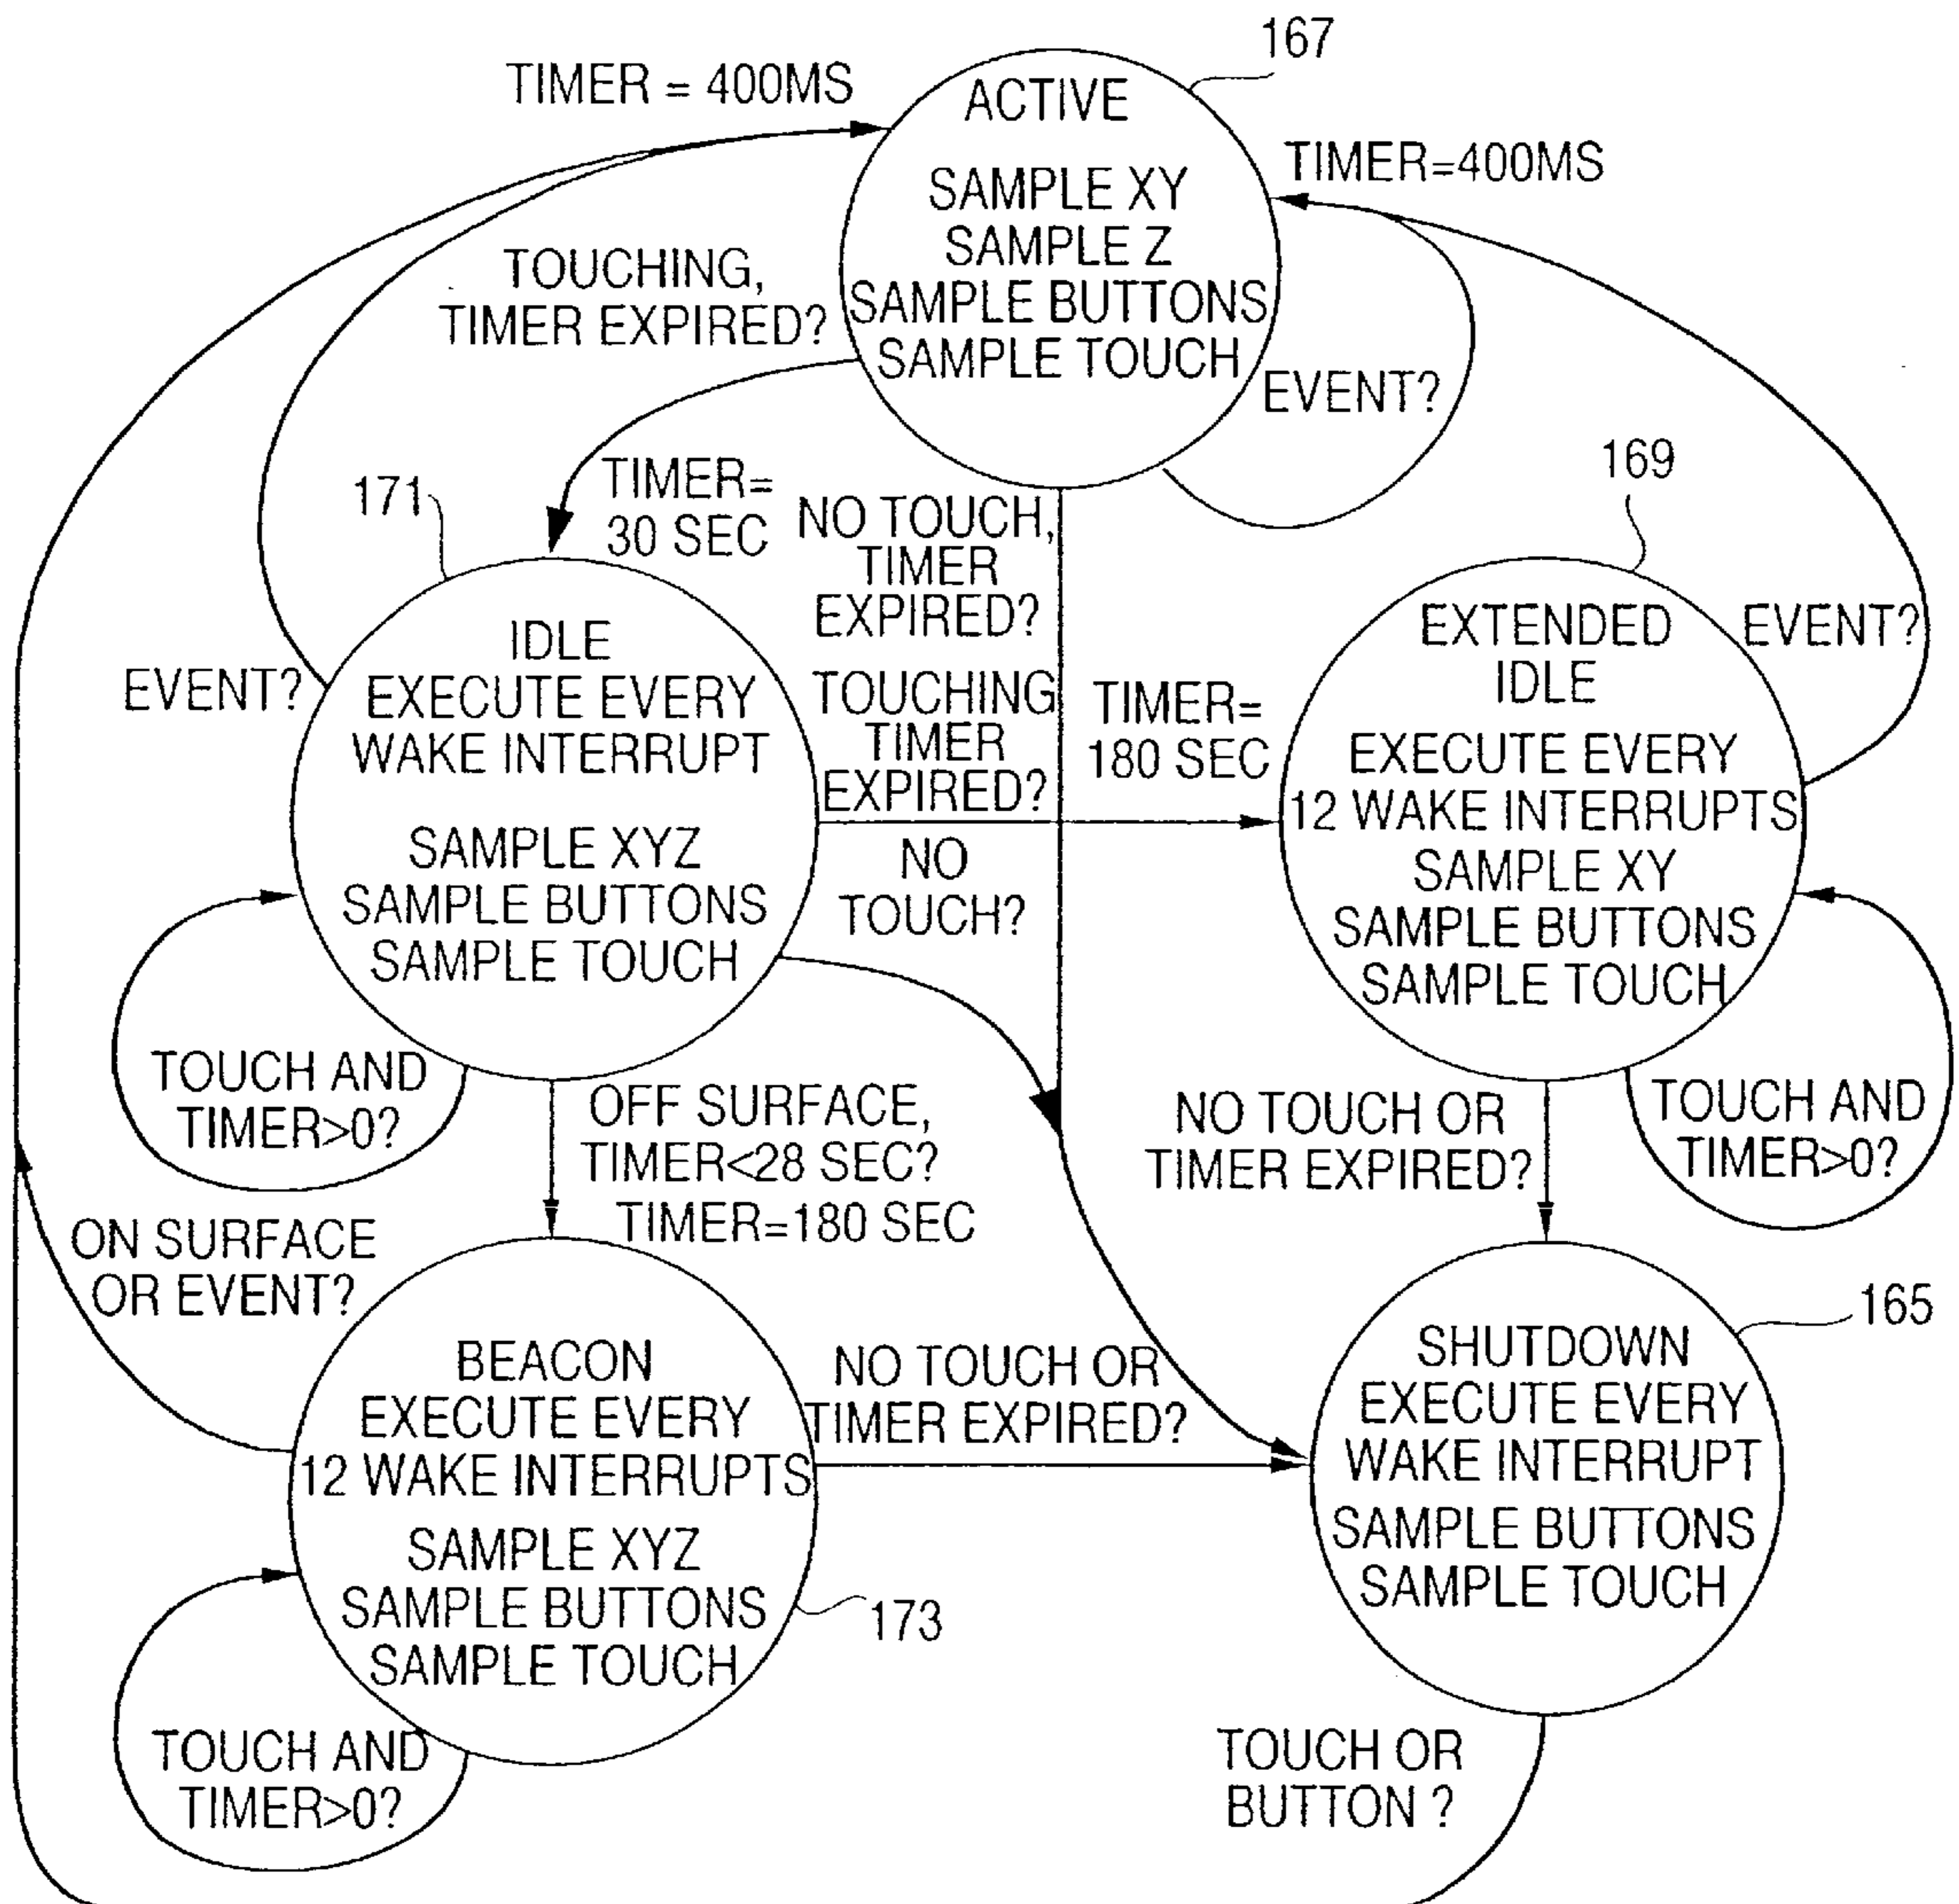 167
TIMER = 400MS
ACTIVE
SAMPLE XY
SAMPLE Z
SAMPLE BUTTONS
SAMPLE TOUCH
TIMER=400MS
TOUCHING,
TIMER EXPIRED?
EVENT?
TIMER=
30 SEC
171
169
NO TOUCH,
TIMER
EXPIRED?
IDLE
EXECUTE EVERY
WAKE INTERRUPT
SAMPLE XYZ
SAMPLE BUTTONS
SAMPLE TOUCH
EVENT?
TOUCHING
TIMER
EXPIRED?
TIMER=
180 SEC
EXTENDED
IDLE
EXECUTE EVERY
12 WAKE INTERRUPTS
SAMPLE XY
SAMPLE BUTTONS
SAMPLE TOUCH
EVENT?
NO
TOUCH?
TOUCH AND
TIMER>0?
OFF SURFACE,
TIMER<28 SEC?
TIMER=180 SEC
NO TOUCH OR
TIMER EXPIRED?
TOUCH AND
TIMER>0?
ON SURFACE
OR EVENT?
BEACON
EXECUTE EVERY
12 WAKE INTERRUPTS
SAMPLE XYZ
SAMPLE BUTTONS
SAMPLE TOUCH
173
NO TOUCH OR
TIMER EXPIRED?
165
SHUTDOWN
EXECUTE EVERY
WAKE INTERRUPT
SAMPLE BUTTONS
SAMPLE TOUCH
TOUCH AND
TIMER>0?
TOUCH OR
BUTTON ?